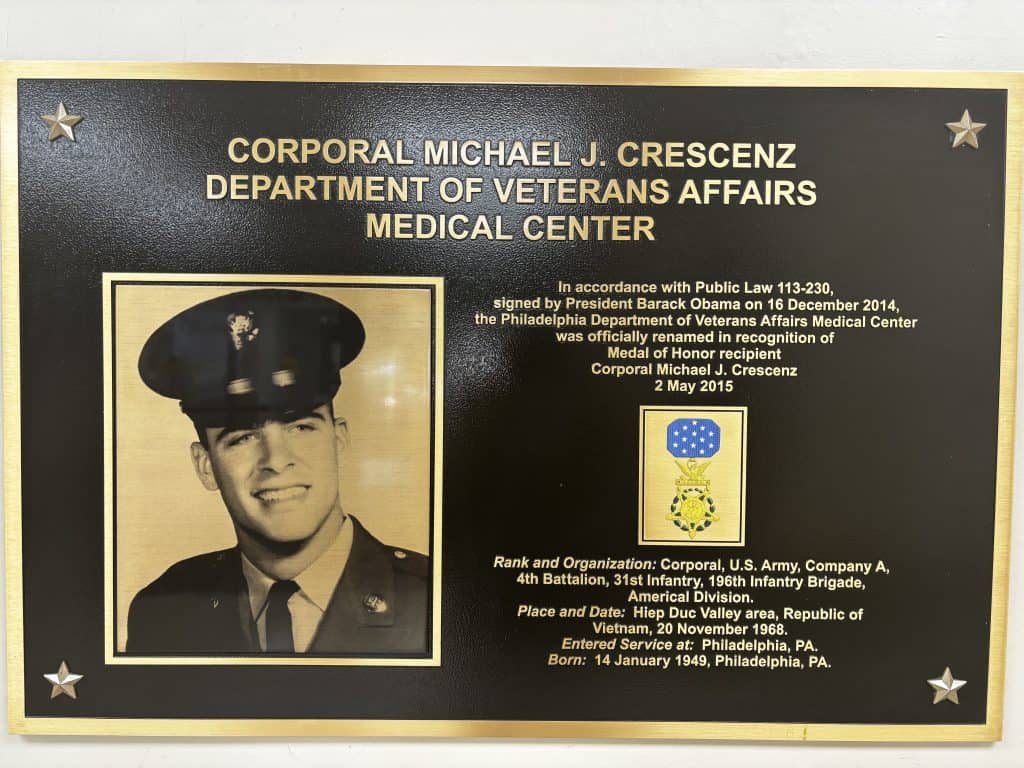 CORPORAL MICHAEL J. CRESCENZ
DEPARTMENT OF VETERANS AFFAIRS
MEDICAL CENTER
In accordance with Public Law 113-230,
signed by President Barack Obama on 16 December 2014,
the Philadelphia Department of Veterans Affairs Medical Center
was officially renamed in recognition of
Medal of Honor recipient
Corporal Michael J. Crescenz
2 May 2015
Rank and Organization: Corporal, U.S. Army, Company A,
4th Battalion, 31st Infantry, 196th Infantry Brigade,
Americal Division.
Place and Date: Hiep Duc Valley area, Republic of
Vietnam, 20 November 1968.
Entered Service at: Philadelphia, PA.
Born: 14 January 1949, Philadelphia, PA.